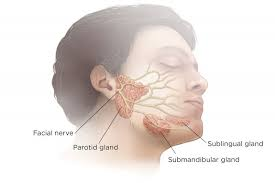 Facial nerve
Parotid gland
Sublingual gland
Submandibular gland